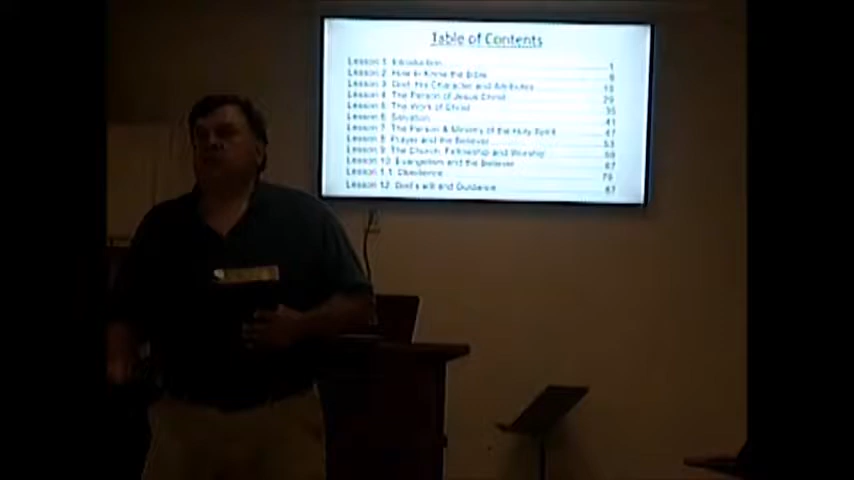 Table of Contents
Lesson 1: Introduction 1
Lesson 2: How to Know the Bible
Lesson 3: God: His Character and Attributes
Lesson 4: The Person of Jesus Christ 29
Lesson 5: The Work of Christ 35
Lesson 6: Salvation 41
Lesson 7: The Person & Ministry of the Holy Spirit 47
Lesson 8: Prayer and the Believer 53
Lesson 9: The Church, Fellowship and Worship
Lesson 10: Evangelism and the Believer 67
Lesson 11: Obedience 79
Lesson 12: God's will and Guidance